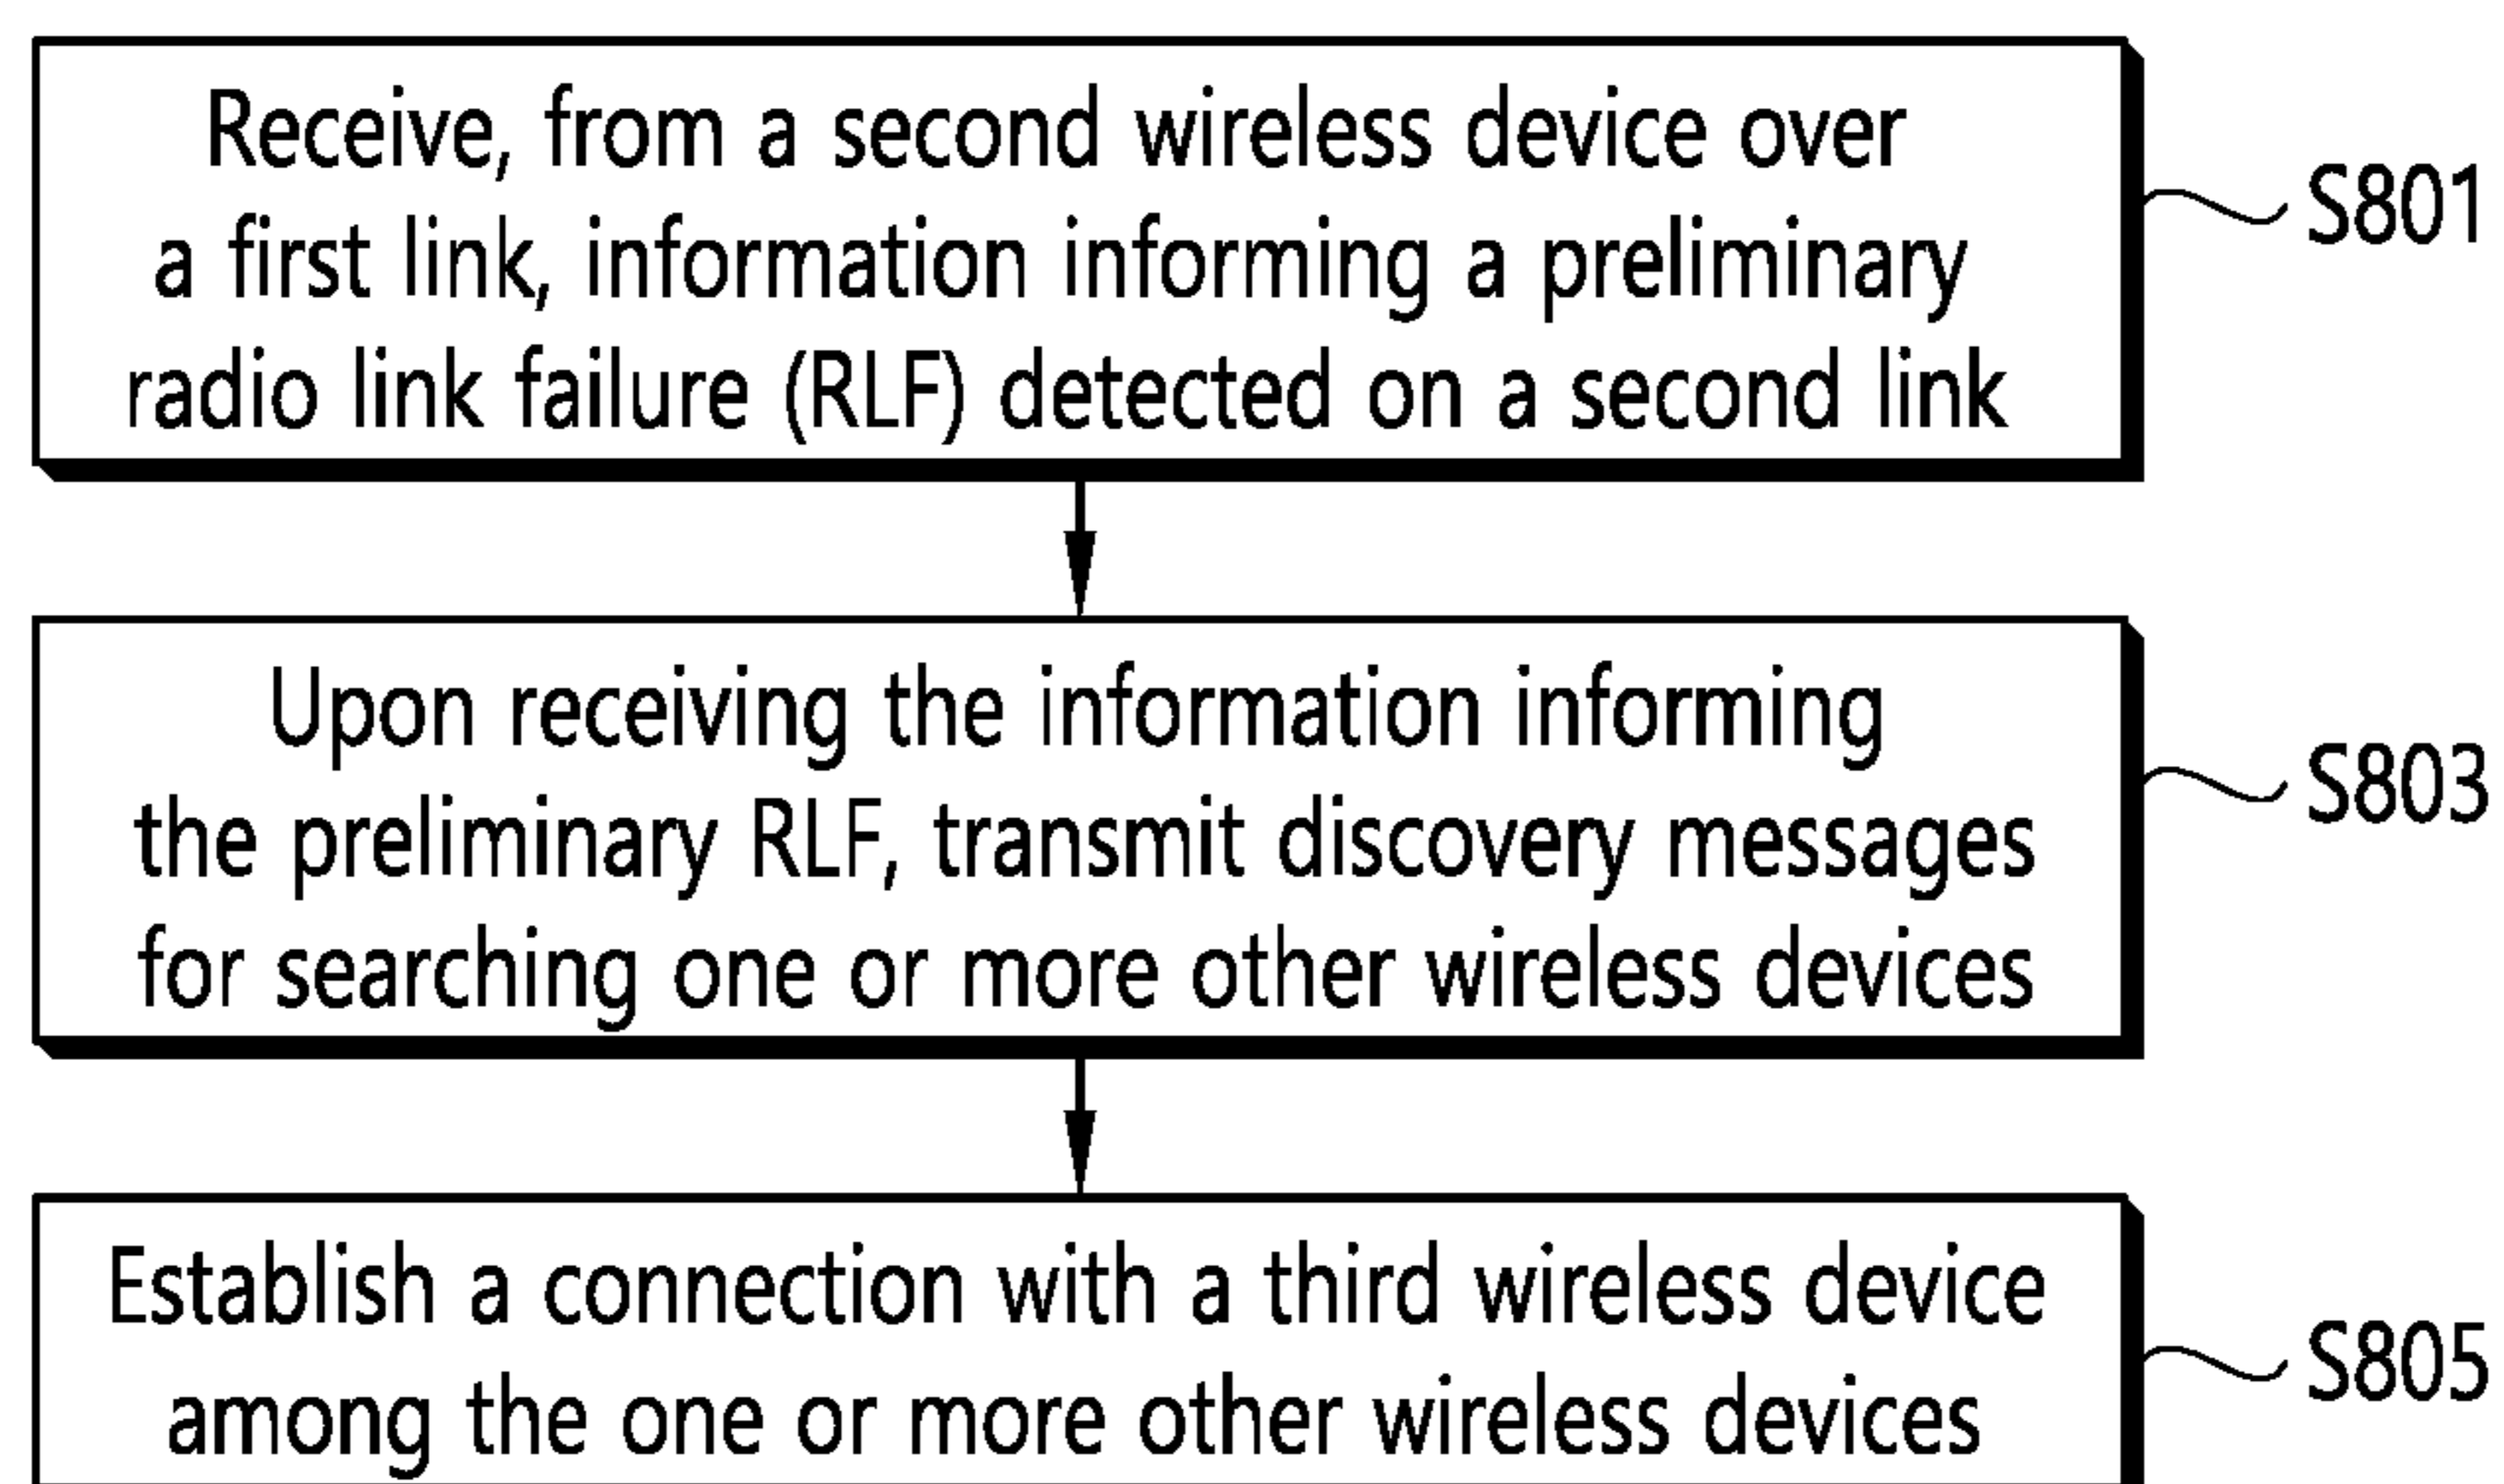 Receive, from a second wireless device over
a first link, information informing a preliminary
radio link failure (RLF) detected on a second link
S801
Upon receiving the information informing
the preliminary RLF, transmit discovery messages
for searching one or more other wireless devices
S803
Establish a connection with a third wireless device
among the one or more other wireless devices
S805